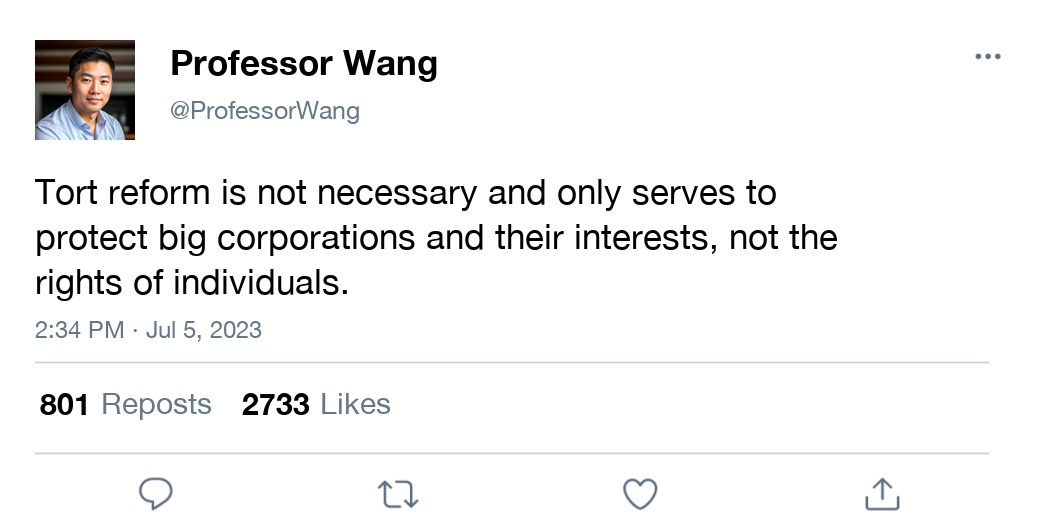 Professor Wang
@ProfessorWang
Tort reform is not necessary and only serves to
protect big corporations and their interests, not the
rights of individuals.
2:34 PM · Jul 5, 2023
801 Reposts 2733 Likes